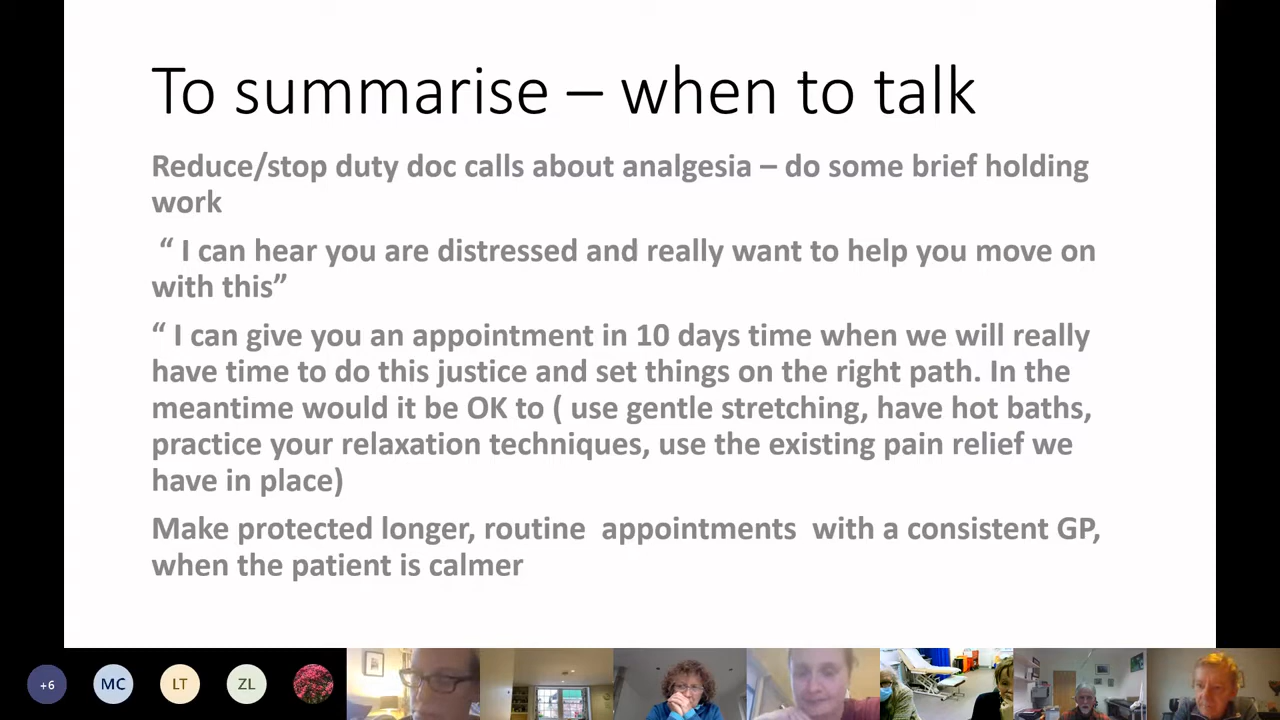 To summarise – when to talk
Reduce/stop duty doc calls about analgesia – do some brief holding
work
“ I can hear you are distressed and really want to help you move on
with this”
“ I can give you an appointment in 10 days time when we will really
have time to do this justice and set things on the right path. In the
meantime would it be OK to ( use gentle stretching, have hot baths,
practice your relaxation techniques, use the existing pain relief we
have in place)
Make protected longer, routine  appointments  with a consistent GP,
when the patient is calmer
+6 MC LT ZL